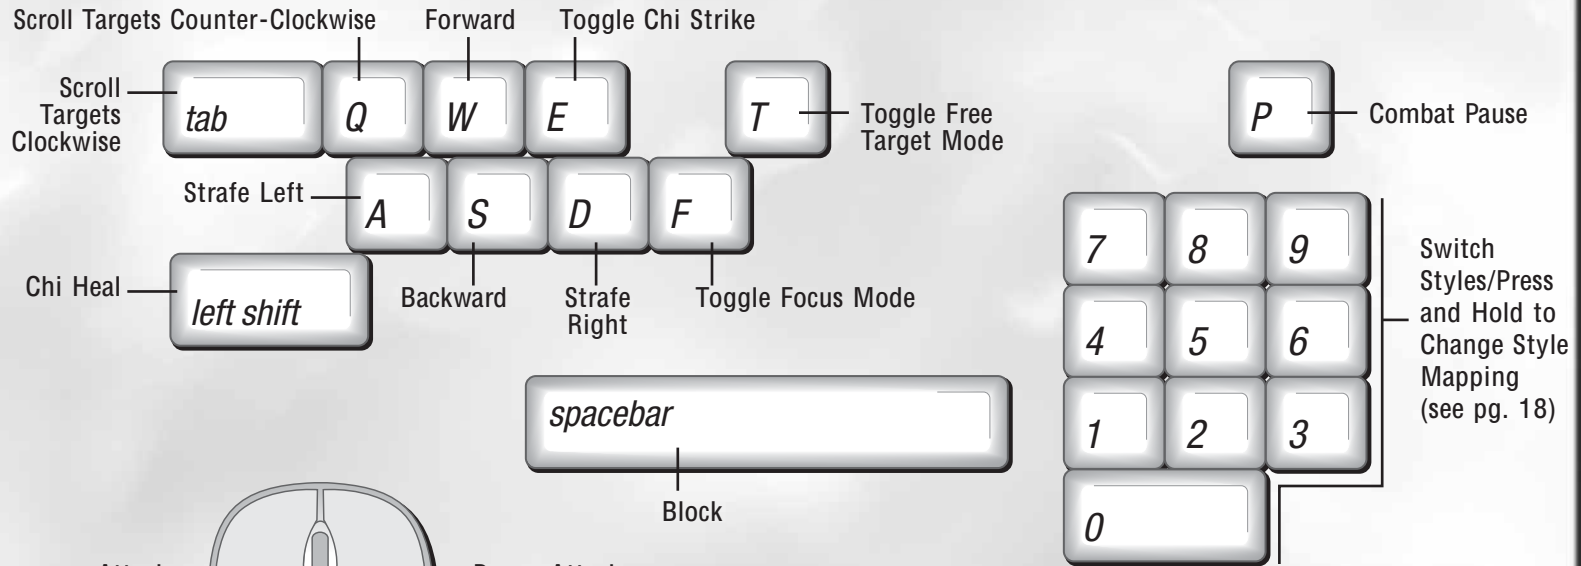 Scroll Targets Counter-Clockwise
Forward
Toggle Chi Strike
Scroll
Targets
Clockwise
tab
Q
W
E
T
Toggle Free
Target Mode
P
Combat Pause
Strafe Left
A
S
D
F
Chi Heal
left shift
Backward
Strafe
Right
Toggle Focus Mode
7
8
9
4
5
6
1
2
3
0
Switch
Styles/Press
and Hold to
Change Style
Mapping
(see pg. 18)
spacebar
Block